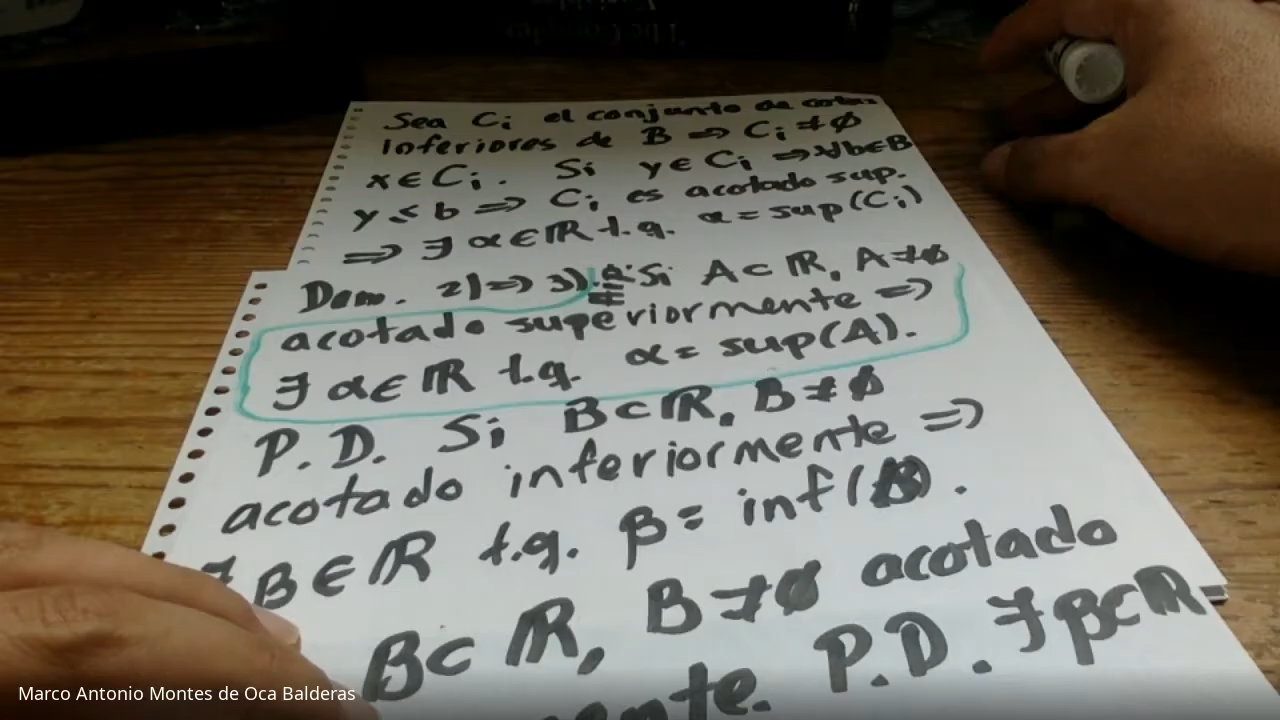 Sea Ci el conjunto de cotas
inferiores de B ⇒ Ci ≠ ∅
x ∈ Ci. Si y ∈ Ci ⇒ ∀b∈B
y ≤ b ⇒ Ci es acotado sup.
⇒ ∃ α ∈ ℝ t.q. α = sup(Ci)
Dem. 2) ⇒ 3). Si A ⊂ ℝ, A ≠ ∅
acotado superiormente ⇒
∃ α ∈ ℝ t.q. α = sup(A).
P.D. Si B ⊂ ℝ, B ≠ ∅
acotado inferiormente ⇒
∃ β ∈ ℝ t.q. β = inf(B).
B ⊂ ℝ, B ≠ ∅ acotado
mente. P.D. ∃ β ⊂ ℝ
Marco Antonio Montes de Oca Balderas